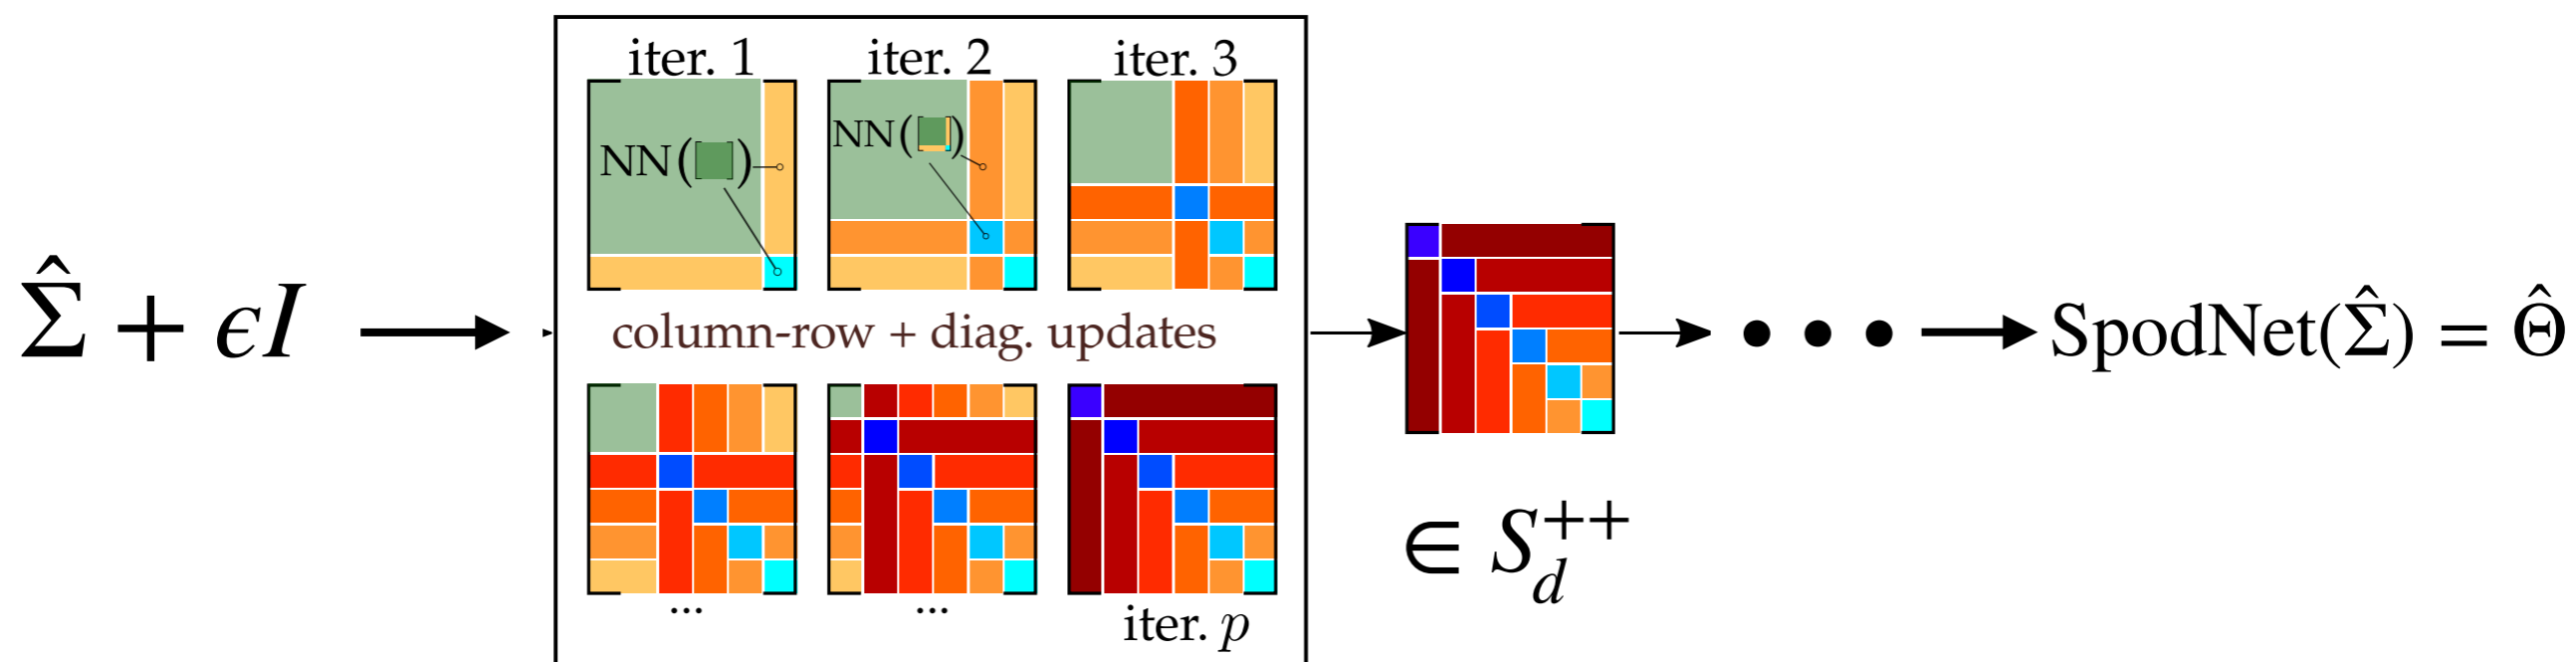 Σ̂ + ϵI
iter. 1
iter. 2
iter. 3
NN([ ])
NN([ ])
column-row + diag. updates
...
...
iter. p
∈ S_d^{++}
• • •
SpodNet(Σ̂) = Θ̂